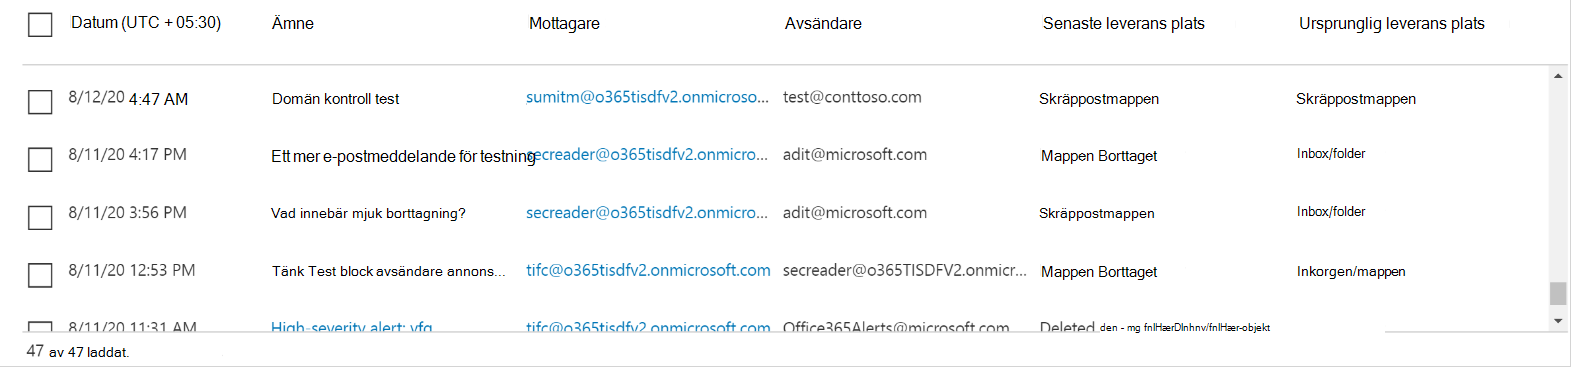 Datum (UTC + 05:30) Ämne Mottagare Avsändare Senaste leverans plats Ursprunglig leverans plats
8/12/20 4:47 AM Domän kontroll test sumitm@o365tisdfv2.onmicroso... test@conttoso.com Skräppostmappen Skräppostmappen
8/11/20 4:17 PM Ett mer e-postmeddelande för testning secreader@o365tisdfv2.onmicro... adit@microsoft.com Mappen Borttaget Inbox/folder
8/11/20 3:56 PM Vad innebär mjuk borttagning? secreader@o365tisdfv2.onmicro... adit@microsoft.com Skräppostmappen Inbox/folder
8/11/20 12:53 PM Tänk Test block avsändare annons... tifc@o365tisdfv2.onmicrosoft.com secreader@o365TISDFV2.onmicr... Mappen Borttaget Inkorgen/mappen
8/11/20 11:31 AM High-severity alert: tifc@o365tisdfv2.onmicrosoft.com Office365Alerts@microsoft.com Deleted den - mg
47 av 47 laddat.